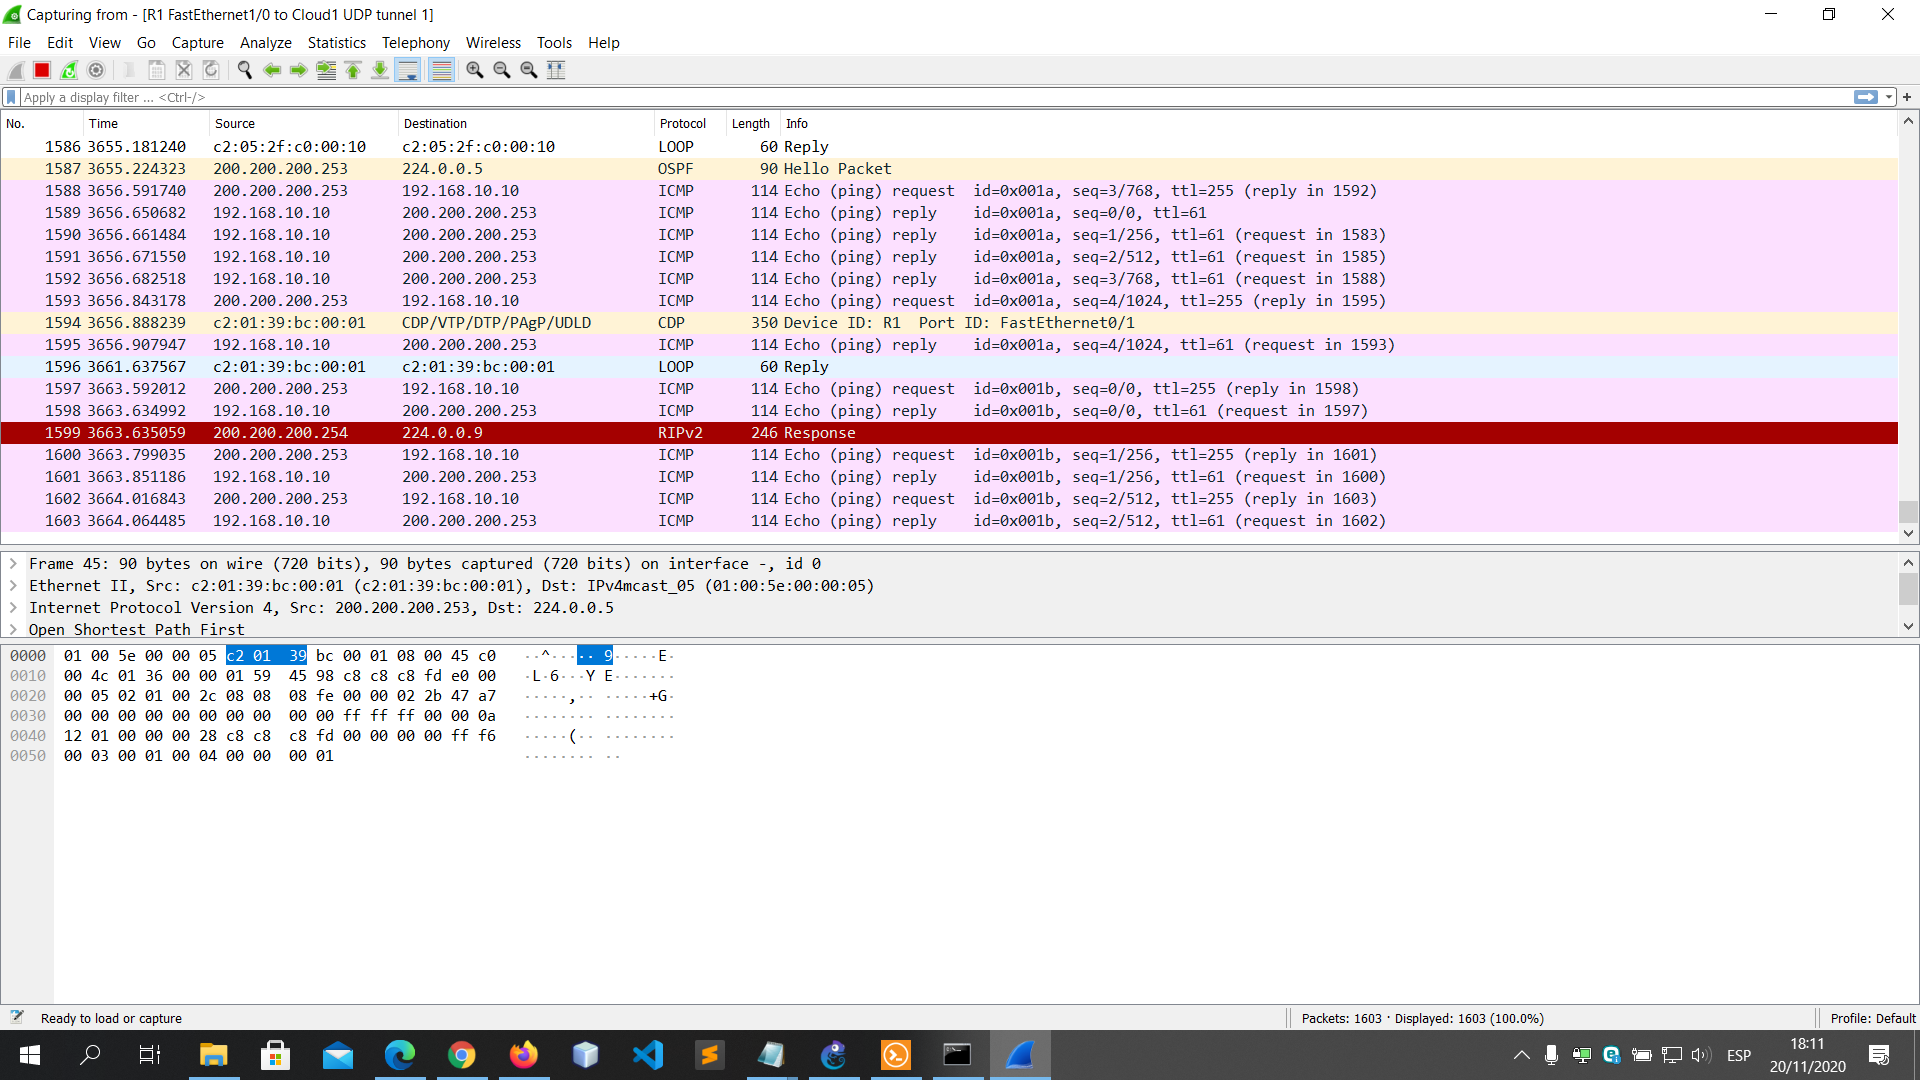 Capturing from - [R1 FastEthernet1/0 to Cloud1 UDP tunnel 1]
File Edit View Go Capture Analyze Statistics Telephony Wireless Tools Help
Apply a display filter ... <Ctrl-/>
No. Time Source Destination Protocol Length Info
1586 3655.181240 c2:05:2f:c0:00:10 c2:05:2f:c0:00:10 LOOP 60 Reply
1587 3655.224323 200.200.200.253 224.0.0.5 OSPF 90 Hello Packet
1588 3656.591740 200.200.200.253 192.168.10.10 ICMP 114 Echo (ping) request id=0x001a, seq=3/768, ttl=255 (reply in 1592)
1589 3656.650682 192.168.10.10 200.200.200.253 ICMP 114 Echo (ping) reply id=0x001a, seq=0/0, ttl=61
1590 3656.661484 192.168.10.10 200.200.200.253 ICMP 114 Echo (ping) reply id=0x001a, seq=1/256, ttl=61 (request in 1583)
1591 3656.671550 192.168.10.10 200.200.200.253 ICMP 114 Echo (ping) reply id=0x001a, seq=2/512, ttl=61 (request in 1585)
1592 3656.682518 192.168.10.10 200.200.200.253 ICMP 114 Echo (ping) reply id=0x001a, seq=3/768, ttl=61 (request in 1588)
1593 3656.843178 200.200.200.253 192.168.10.10 ICMP 114 Echo (ping) request id=0x001a, seq=4/1024, ttl=255 (reply in 1595)
1594 3656.888239 c2:01:39:bc:00:01 CDP/VTP/DTP/PAgP/UDLD CDP 350 Device ID: R1 Port ID: FastEthernet0/1
1595 3656.907947 192.168.10.10 200.200.200.253 ICMP 114 Echo (ping) reply id=0x001a, seq=4/1024, ttl=61 (request in 1593)
1596 3661.637567 c2:01:39:bc:00:01 c2:01:39:bc:00:01 LOOP 60 Reply
1597 3663.592012 200.200.200.253 192.168.10.10 ICMP 114 Echo (ping) request id=0x001b, seq=0/0, ttl=255 (reply in 1598)
1598 3663.634992 192.168.10.10 200.200.200.253 ICMP 114 Echo (ping) reply id=0x001b, seq=0/0, ttl=61 (request in 1597)
1599 3663.635059 200.200.200.254 224.0.0.9 RIPv2 246 Response
1600 3663.799035 200.200.200.253 192.168.10.10 ICMP 114 Echo (ping) request id=0x001b, seq=1/256, ttl=255 (reply in 1601)
1601 3663.851186 192.168.10.10 200.200.200.253 ICMP 114 Echo (ping) reply id=0x001b, seq=1/256, ttl=61 (request in 1600)
1602 3664.016843 200.200.200.253 192.168.10.10 ICMP 114 Echo (ping) request id=0x001b, seq=2/512, ttl=255 (reply in 1603)
1603 3664.064485 192.168.10.10 200.200.200.253 ICMP 114 Echo (ping) reply id=0x001b, seq=2/512, ttl=61 (request in 1602)
Frame 45: 90 bytes on wire (720 bits), 90 bytes captured (720 bits) on interface -, id 0
Ethernet II, Src: c2:01:39:bc:00:01 (c2:01:39:bc:00:01), Dst: IPv4mcast_05 (01:00:5e:00:00:05)
Internet Protocol Version 4, Src: 200.200.200.253, Dst: 224.0.0.5
Open Shortest Path First
0000 01 00 5e 00 00 05 c2 01 39 bc 00 01 08 00 45 c0 ··^····· 9·····E·
0010 00 4c 01 36 00 00 01 59 45 98 c8 c8 c8 fd e0 00 ·L·6···Y E·······
0020 00 05 02 01 00 2c 08 08 08 fe 00 00 02 2b 47 a7 ·····,·· ·····+G·
0030 00 00 00 00 00 00 00 00 00 00 ff ff ff 00 00 0a ········ ········
0040 12 01 00 00 00 28 c8 c8 c8 fd 00 00 00 00 ff f6 ·····(·· ········
0050 00 03 00 01 00 04 00 00 00 01 ········ ··
Ready to load or capture Packets: 1603 · Displayed: 1603 (100.0%) Profile: Default
ESP 18:11
20/11/2020